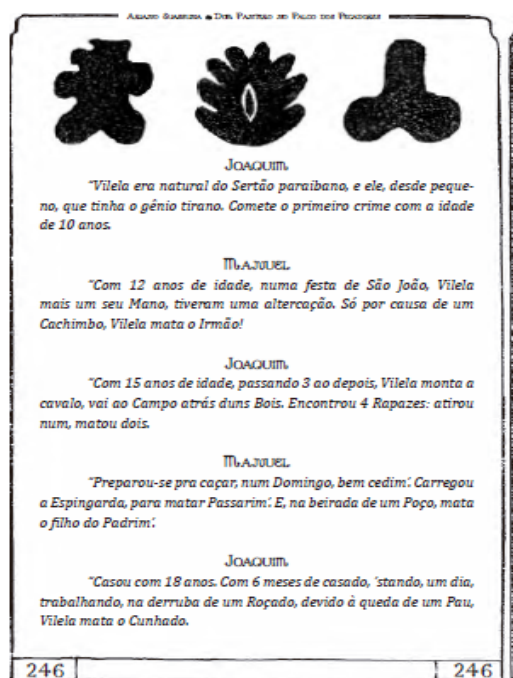 Ariano Suassuna ● Dom Pantero no Palco dos Pecadores
Joaquim
“Vilela era natural do Sertão paraibano, e ele, desde peque-
no, que tinha o gênio tirano. Comete o primeiro crime com a idade
de 10 anos.
Manuel
“Com 12 anos de idade, numa festa de São João, Vilela
mais um seu Mano, tiveram uma altercação. Só por causa de um
Cachimbo, Vilela mata o Irmão!
Joaquim
“Com 15 anos de idade, passando 3 ao depois, Vilela monta a
cavalo, vai ao Campo atrás duns Bois. Encontrou 4 Rapazes: atirou
num, matou dois.
Manuel
“Preparou-se pra caçar, num Domingo, bem cedim’. Carregou
a Espingarda, para matar Passarim’. E, na beirada de um Poço, mata
o filho do Padrim’.
Joaquim
“Casou com 18 anos. Com 6 meses de casado, ’stando, um dia,
trabalhando, na derruba de um Roçado, devido à queda de um Pau,
Vilela mata o Cunhado.
246 246